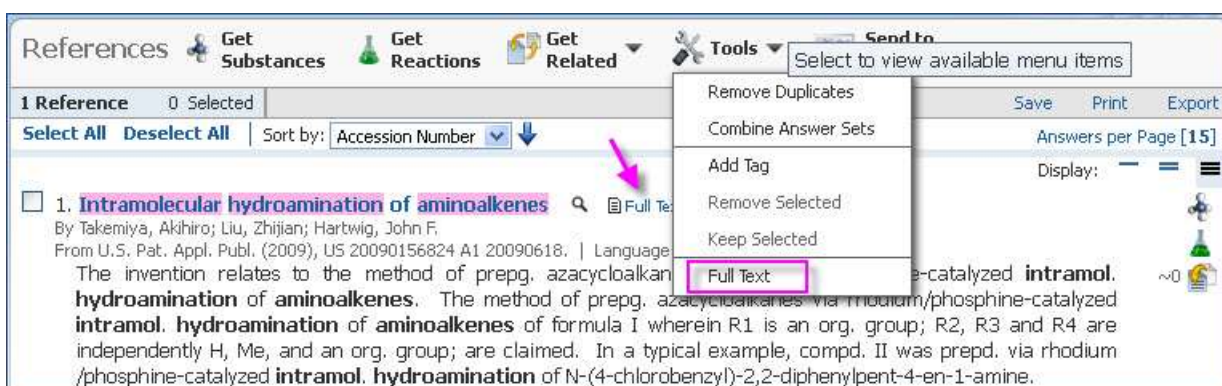 References Get Substances Get Reactions Get Related Tools Send to
Select to view available menu items
1 Reference 0 Selected Save Print Export
Select All Deselect All | Sort by: Accession Number Answers per Page [15]
Display:
Remove Duplicates
Combine Answer Sets
Add Tag
Remove Selected
Keep Selected
Full Text
1. Intramolecular hydroamination of aminoalkenes Full
By Takemiya, Akihiro; Liu, Zhijian; Hartwig, John F.
From U.S. Pat. Appl. Publ. (2009), US 20090156824 A1 20090618. | Language
The invention relates to the method of prepg. -catalyzed intramol. ~0
hydroamination of aminoalkenes. The method of prepg. azacycloalkanes via rhodium/phosphine-catalyzed
intramol. hydroamination of aminoalkenes of formula I wherein R1 is an org. group; R2, R3 and R4 are
independently H, Me, and an org. group; are claimed. In a typical example, compd. II was prepd. via rhodium
/phosphine-catalyzed intramol. hydroamination of N-(4-chlorobenzyl)-2,2-diphenylpent-4-en-1-amine.